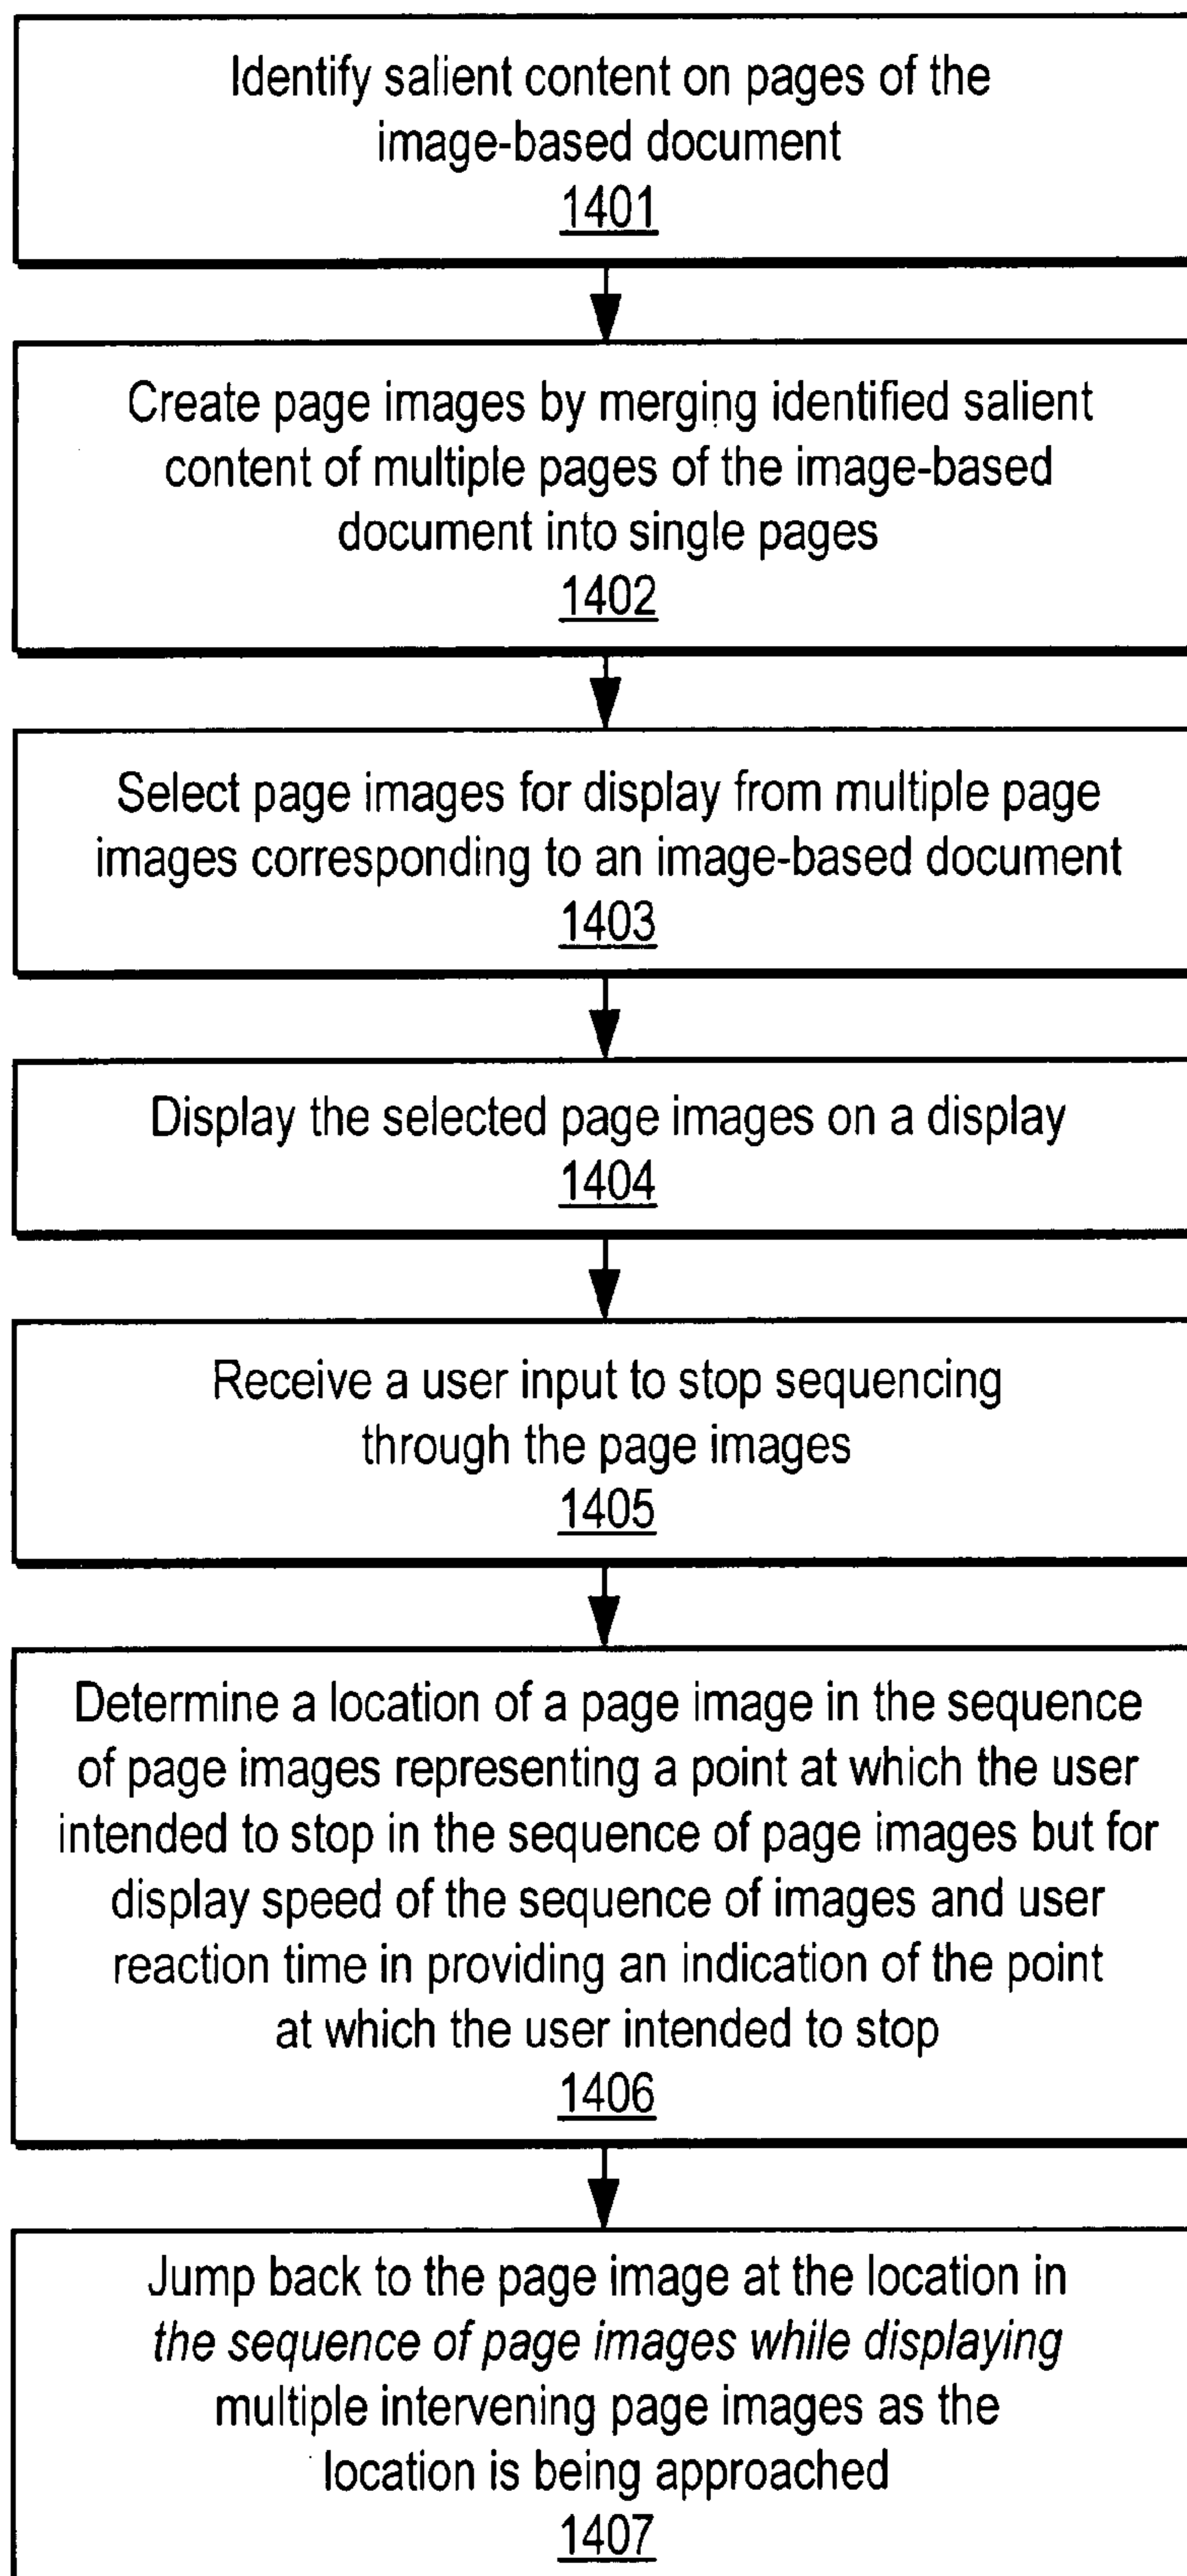 Identify salient content on pages of the
image-based document
1401
Create page images by merging identified salient
content of multiple pages of the image-based
document into single pages
1402
Select page images for display from multiple page
images corresponding to an image-based document
1403
Display the selected page images on a display
1404
Receive a user input to stop sequencing
through the page images
1405
Determine a location of a page image in the sequence
of page images representing a point at which the user
intended to stop in the sequence of page images but for
display speed of the sequence of images and user
reaction time in providing an indication of the point
at which the user intended to stop
1406
Jump back to the page image at the location in
the sequence of page images while displaying
multiple intervening page images as the
location is being approached
1407